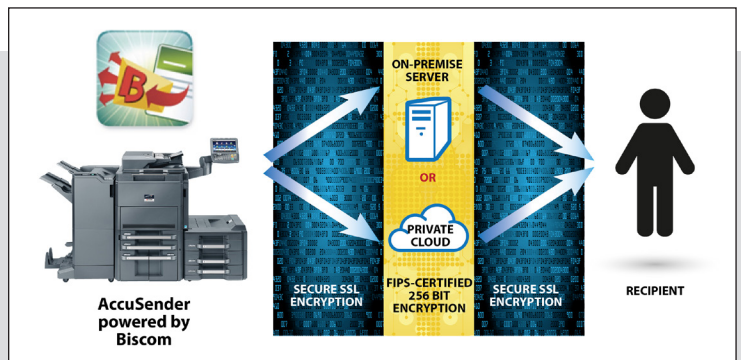 B
AccuSender
powered by
Biscom
SECURE SSL
ENCRYPTION
ON-PREMISE
SERVER
OR
PRIVATE
CLOUD
FIPS-CERTIFIED
256 BIT
ENCRYPTION
SECURE SSL
ENCRYPTION
RECIPIENT